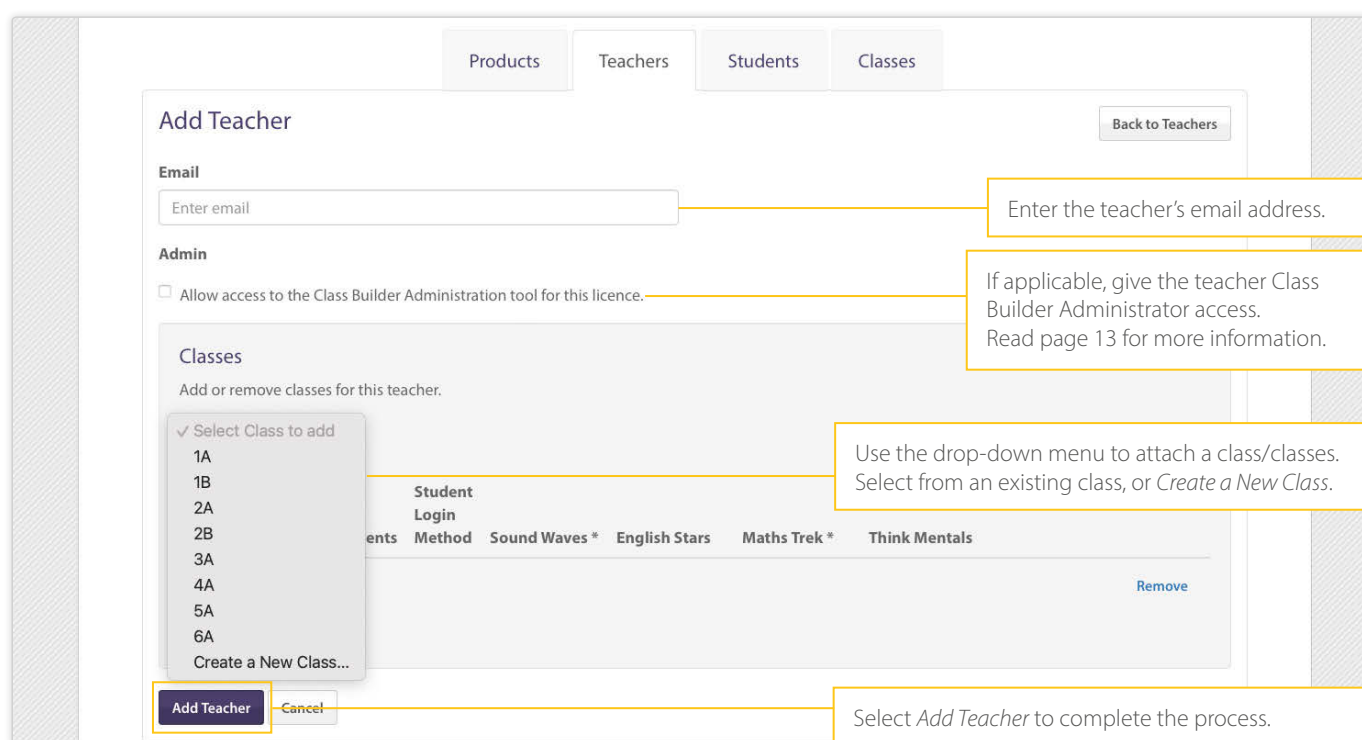 Products Teachers Students Classes
Add Teacher
Back to Teachers
Email
Enter email
Enter the teacher's email address.
Admin
Allow access to the Class Builder Administration tool for this licence.
If applicable, give the teacher Class
Builder Administrator access.
Read page 13 for more information.
Classes
Add or remove classes for this teacher.
✓ Select Class to add
1A
1B
2A
2B
3A
4A
5A
6A
Create a New Class...
Use the drop-down menu to attach a class/classes.
Select from an existing class, or Create a New Class.
Student
Login
ents Method Sound Waves * English Stars Maths Trek * Think Mentals
Remove
Add Teacher Cancel
Select Add Teacher to complete the process.